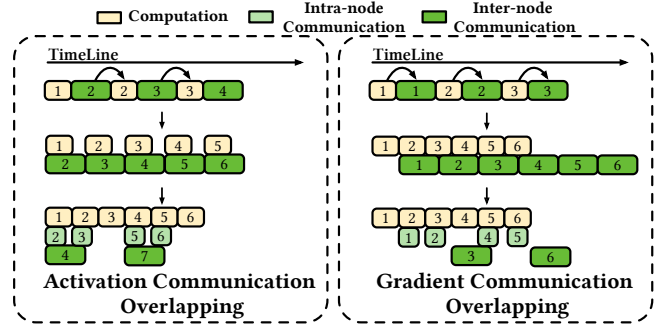 Computation
Intra-node Communication
Inter-node Communication
TimeLine
1 2 2 3 3 4
1 2 3 4 5
2 3 4 5 6
1 2 3 4 5 6
2 3 5 6
4 7
Activation Communication
Overlapping
TimeLine
1 1 2 2 3 3
1 2 3 4 5 6
1 2 3 4 5 6
1 2 3 4 5 6
1 2 4 5
3 6
Gradient Communication
Overlapping